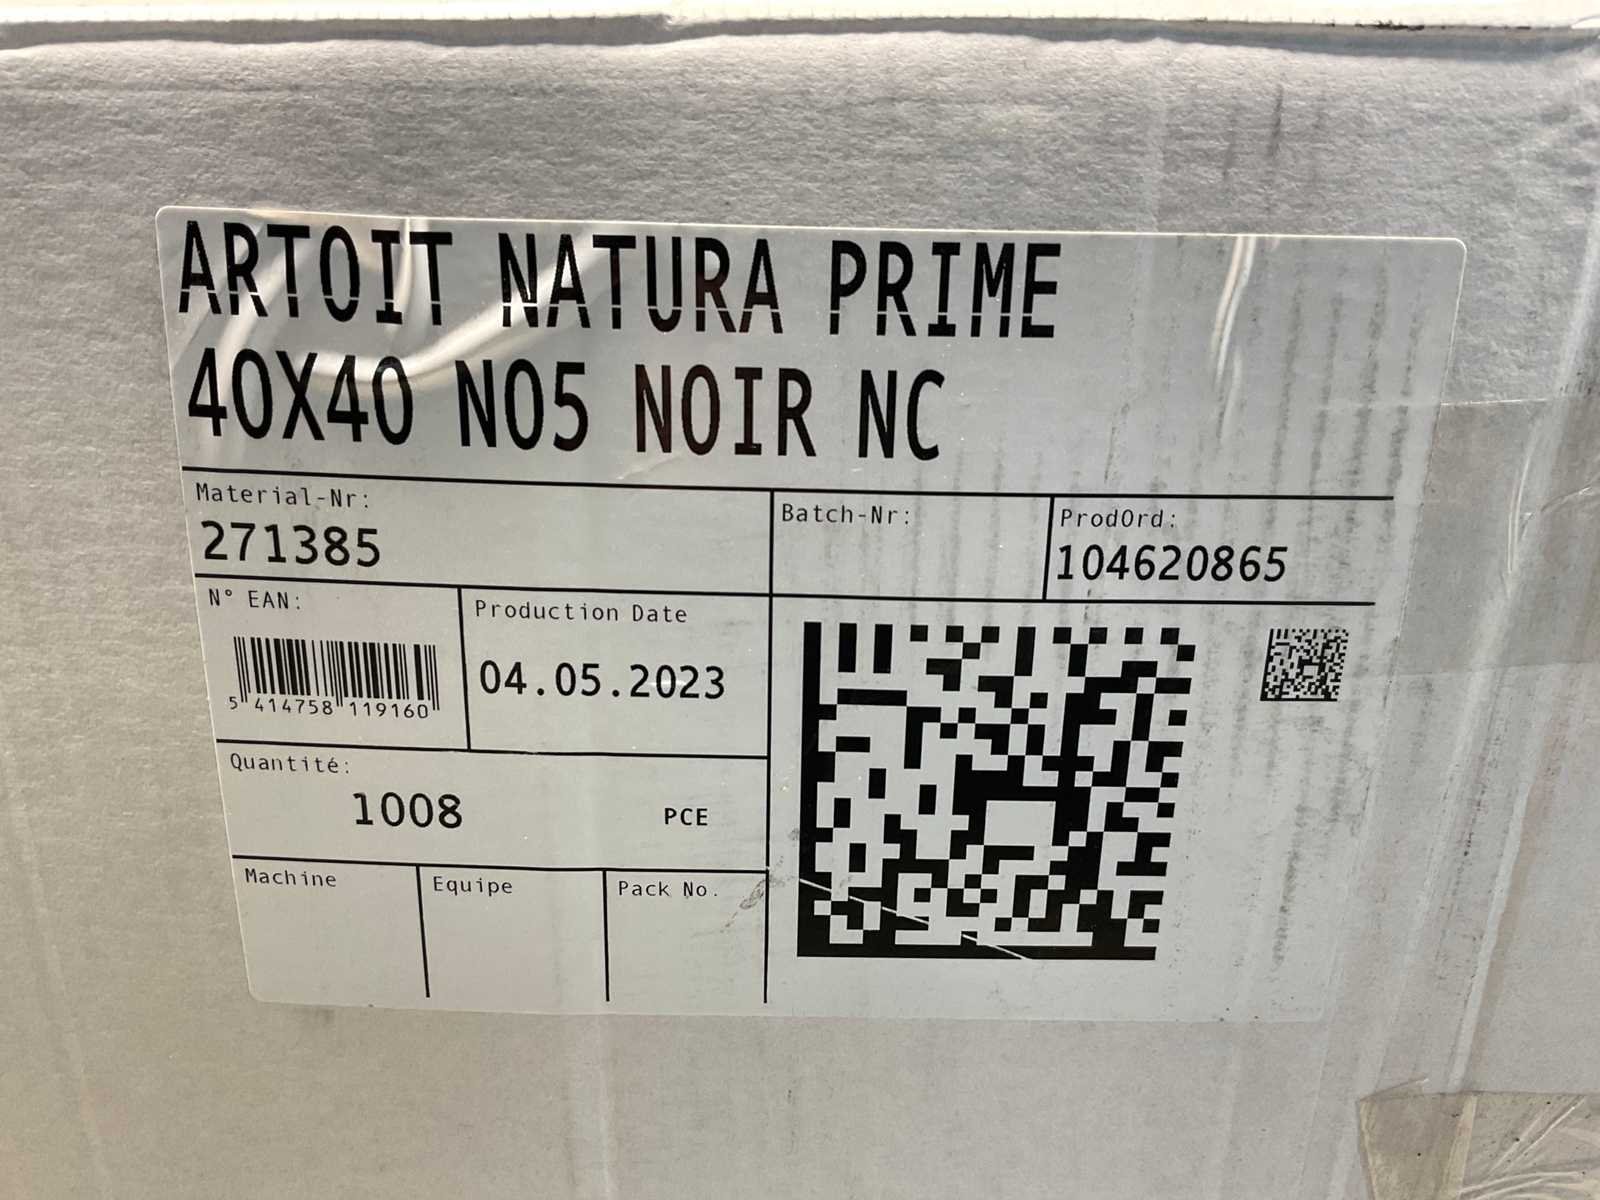 ARTOIT NATURA PRIME
40X40 N05 NOIR NC
Material-Nr:
271385
Batch-Nr:
ProdOrd:
104620865
N° EAN:
5 414758 119160
Production Date
04.05.2023
Quantité:
1008 PCE
Machine
Equipe
Pack No.